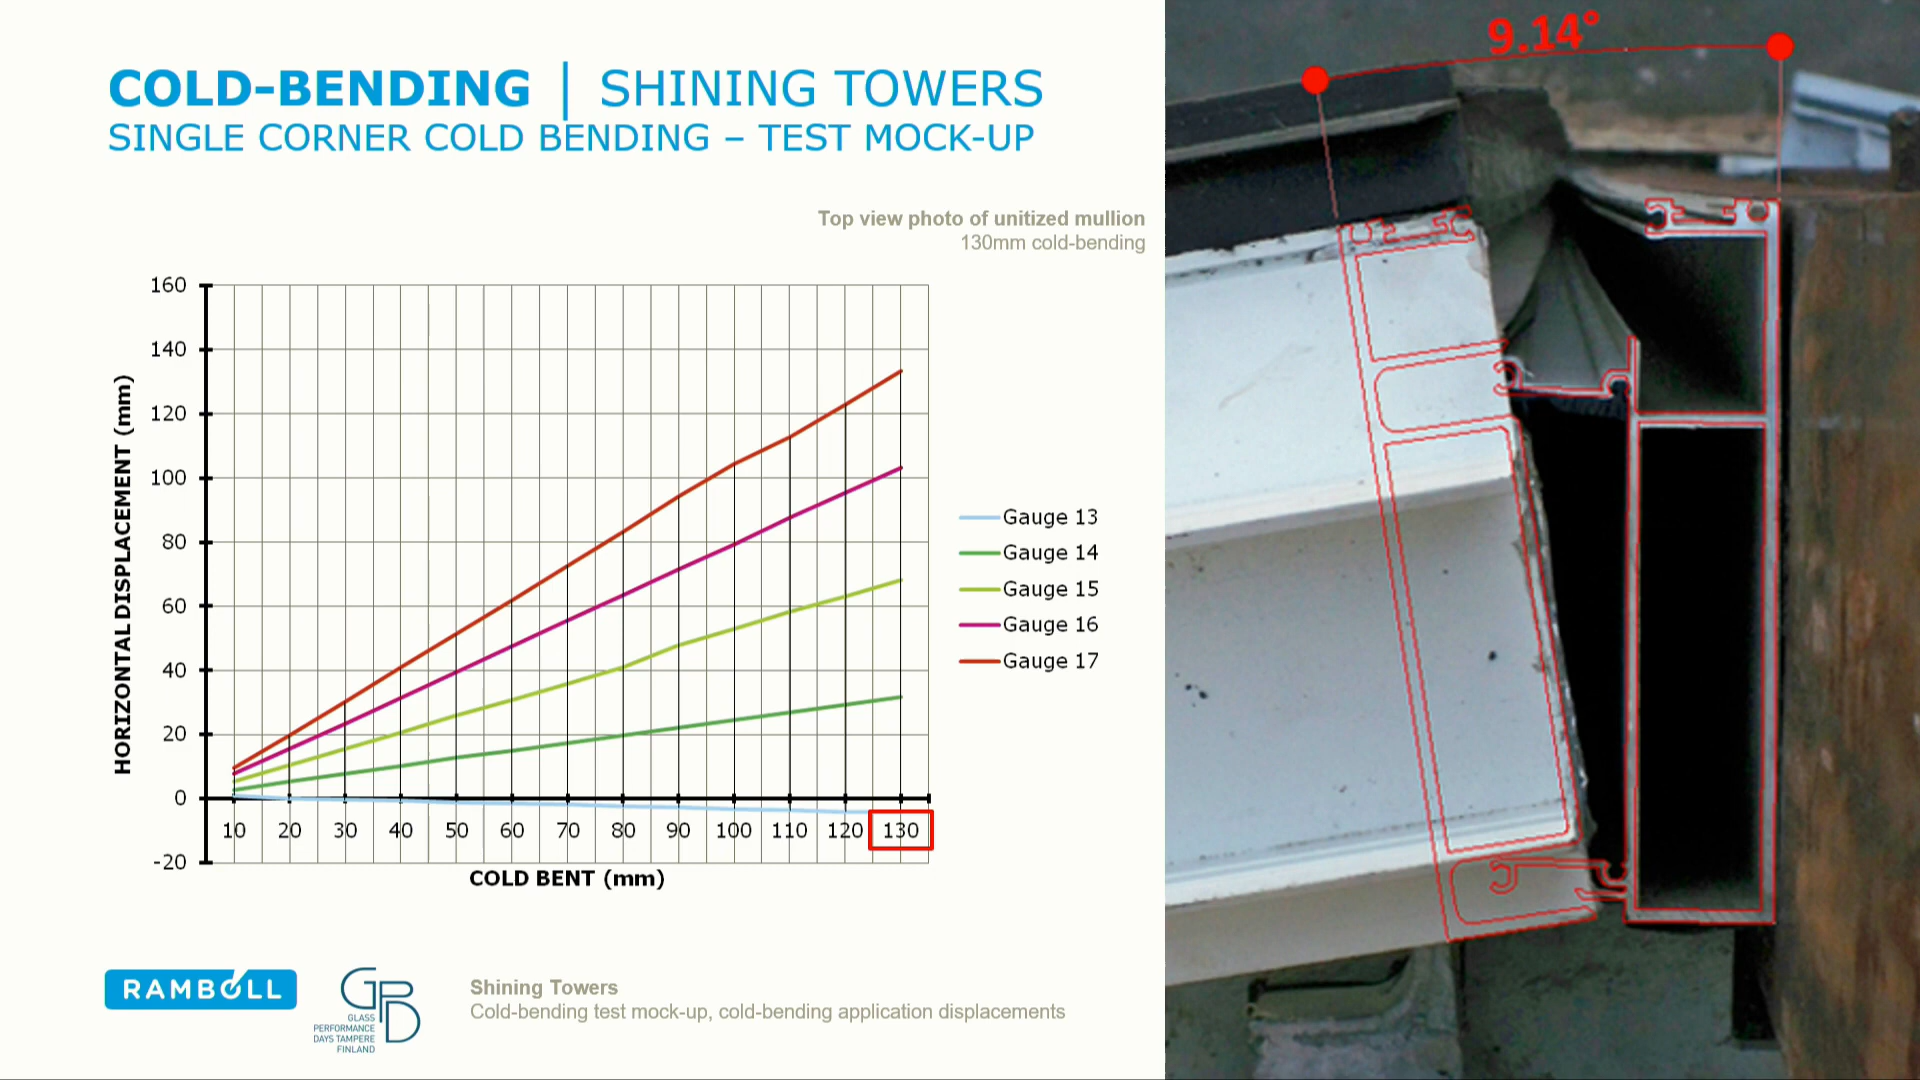 COLD-BENDING | SHINING TOWERS
SINGLE CORNER COLD BENDING – TEST MOCK-UP
Top view photo of unitized mullion
130mm cold-bending
9.14°
160
140
120
100
80
60
40
20
0
-20
HORIZONTAL DISPLACEMENT (mm)
10 20 30 40 50 60 70 80 90 100 110 120 130
COLD BENT (mm)
Gauge 13
Gauge 14
Gauge 15
Gauge 16
Gauge 17
RAMBOLL
GPD
GLASS
PERFORMANCE
DAYS TAMPERE
FINLAND
Shining Towers
Cold-bending test mock-up, cold-bending application displacements